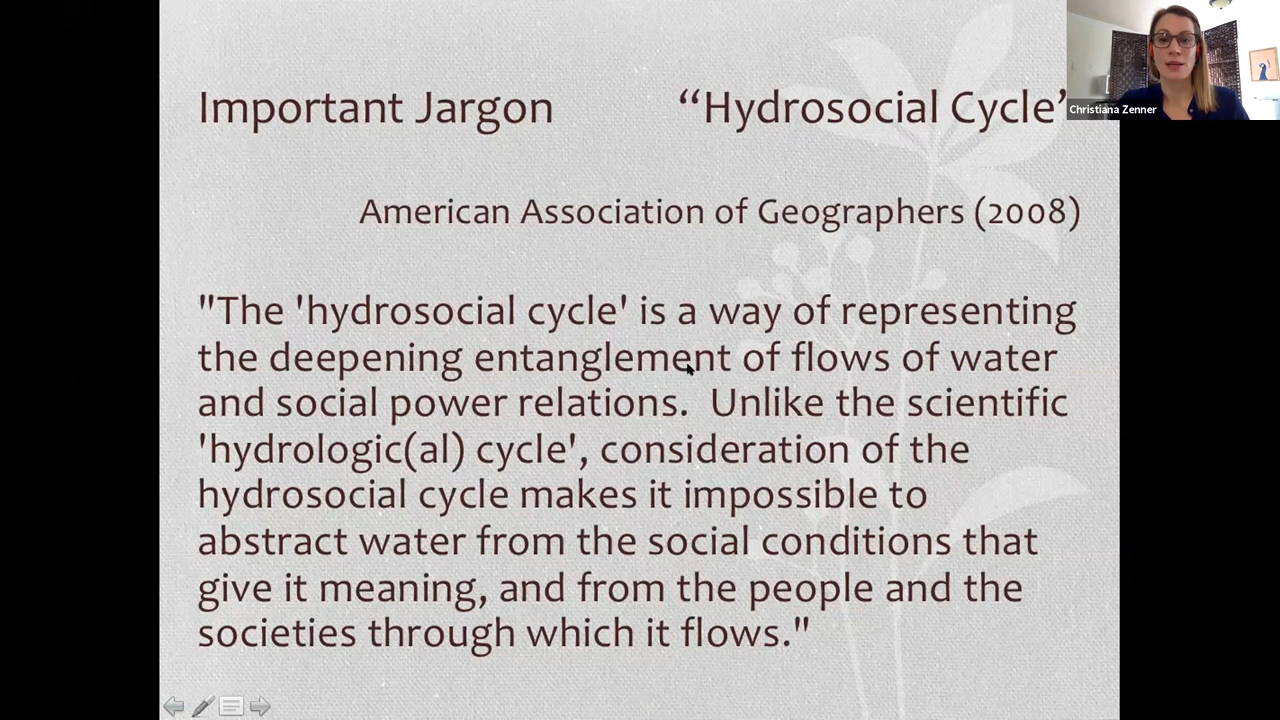 Important Jargon “Hydrosocial Cycle”
Christiana Zenner
American Association of Geographers (2008)
"The 'hydrosocial cycle' is a way of representing
the deepening entanglement of flows of water
and social power relations.  Unlike the scientific
'hydrologic(al) cycle', consideration of the
hydrosocial cycle makes it impossible to
abstract water from the social conditions that
give it meaning, and from the people and the
societies through which it flows."